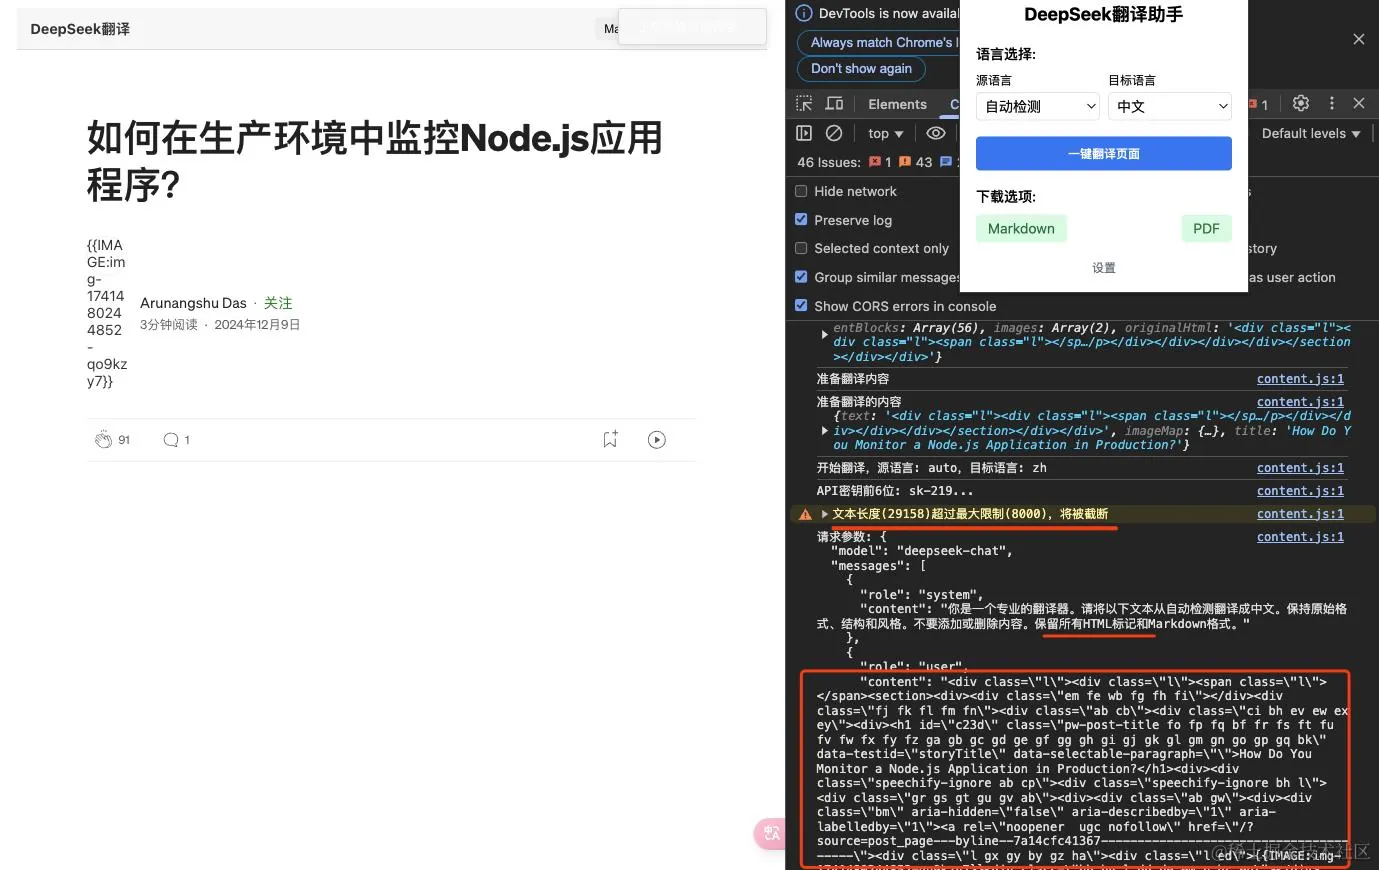 DeepSeek翻译
Ma
如何在生产环境中监控Node.js应用
程序?
{{IMA
GE:im
g-
17414
8024
4852
-
qo9kz
y7}}
Arunangshu Das · 关注
3分钟阅读 · 2024年12月9日
91
1
DevTools is now availal
Always match Chrome's l
Don't show again
Elements
C
1
top
Default levels
46 Issues:
1
43
2
Hide network
Preserve log
Selected context only
story
Group similar messages
as user action
Show CORS errors in console
DeepSeek翻译助手
语言选择:
源语言
目标语言
自动检测
中文
一键翻译页面
下载选项:
Markdown
PDF
设置
entBlocks: Array(56), images: Array(2), originalHtml: '<div class="l"><
div class="l"><span class="l"></sp…/p></div></div></div></div></section
></div></div>'}
准备翻译内容
content.js:1
准备翻译的内容
content.js:1
{text: '<div class="l"><div class="l"><span class="l"></sp…/p></div></d
iv></div></div></section></div></div>', imageMap: {…}, title: 'How Do Y
ou Monitor a Node.js Application in Production?'}
开始翻译, 源语言: auto, 目标语言: zh
content.js:1
API密钥前6位: sk-219...
content.js:1
文本长度(29158)超过最大限制(8000), 将被截断
content.js:1
请求参数: {
content.js:1
"model": "deepseek-chat",
"messages": [
{
"role": "system",
"content": "你是一个专业的翻译器。请将以下文本从自动检测翻译成中文。保持原始格
式、结构和风格。不要添加或删除内容。保留所有HTML标记和Markdown格式。"
},
{
"role": "user",
"content": "<div class=\"l\"><div class=\"l\"><span class=\"l\">
</span><section><div><div class=\"em fe wb fg fh fi\"></div><div
class=\"fj fk fl fm fn\"><div class=\"ab cb\"><div class=\"ci bh ev ew ex
ey\"><div><h1 id=\"c23d\" class=\"pw-post-title fo fp fq bf fr fs ft fu
fv fw fx fy fz ga gb gc gd ge gf gg gh gi gj gk gl gm gn go gp gq bk\"
data-testid=\"storyTitle\" data-selectable-paragraph=\"\">How Do You
Monitor a Node.js Application in Production?</h1><div><div
class=\"speechify-ignore ab cp\"><div class=\"speechify-ignore bh l\">
<div class=\"gr gs gt gu gv ab\"><div><div class=\"ab gw\"><div><div
class=\"bm\" aria-hidden=\"false\" aria-describedby=\"1\" aria-
labelledby=\"1\"><a rel=\"noopener  ugc nofollow\" href=\"/?
source=post_page---byline--7a14cfc41367--------------------------------
-----\"><div class=\"l gx gy by gz ha\"><div class=\"l ed\">{{IMAGE:img-
@稀土掘金技术社区